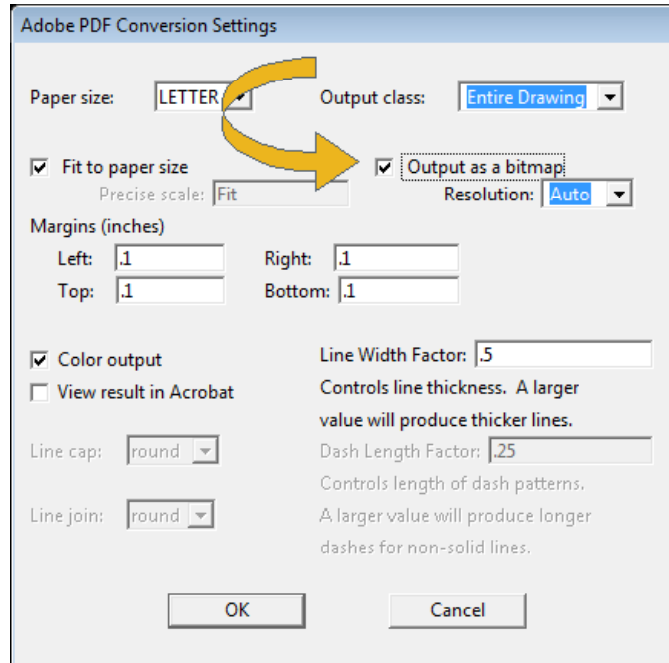 Adobe PDF Conversion Settings
Paper size: LETTER Output class: Entire Drawing
Fit to paper size Output as a bitmap
Precise scale: Fit Resolution: Auto
Margins (inches)
Left: .1 Right: .1
Top: .1 Bottom: .1
Color output Line Width Factor: .5
View result in Acrobat Controls line thickness. A larger
value will produce thicker lines.
Line cap: round Dash Length Factor: .25
Controls length of dash patterns.
Line join: round A larger value will produce longer
dashes for non-solid lines.
OK Cancel